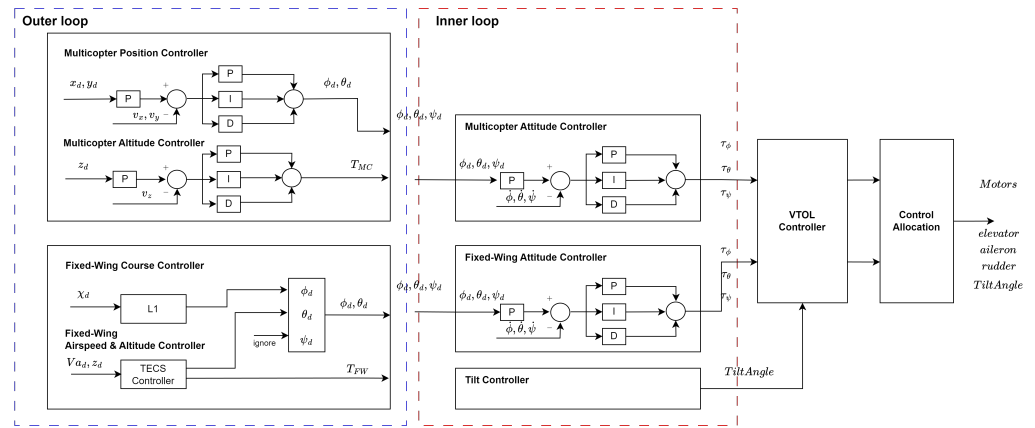 Outer loop
Multicopter Position Controller
x_d, y_d
P
+
v_x, v_y
−
P
I
D
ϕ_d, θ_d
Multicopter Altitude Controller
z_d
P
+
v_z
−
P
I
D
T_MC
Fixed-Wing Course Controller
χ_d
L1
Fixed-Wing
Airspeed & Altitude Controller
Va_d, z_d
TECS
Controller
ϕ_d
θ_d
ψ_d
ignore
ϕ_d, θ_d
T_FW
Inner loop
ϕ_d, θ_d, ψ_d
Multicopter Attitude Controller
ϕ_d, θ_d, ψ_d
P
+
ϕ̇, θ̇, ψ̇
−
P
I
D
τ_ϕ
τ_θ
τ_ψ
ϕ_d, θ_d, ψ_d
Fixed-Wing Attitude Controller
ϕ_d, θ_d, ψ_d
P
+
ϕ̇, θ̇, ψ̇
−
P
I
D
τ_ϕ
τ_θ
τ_ψ
Tilt Controller
TiltAngle
VTOL
Controller
Control
Allocation
Motors
elevator
aileron
rudder
TiltAngle